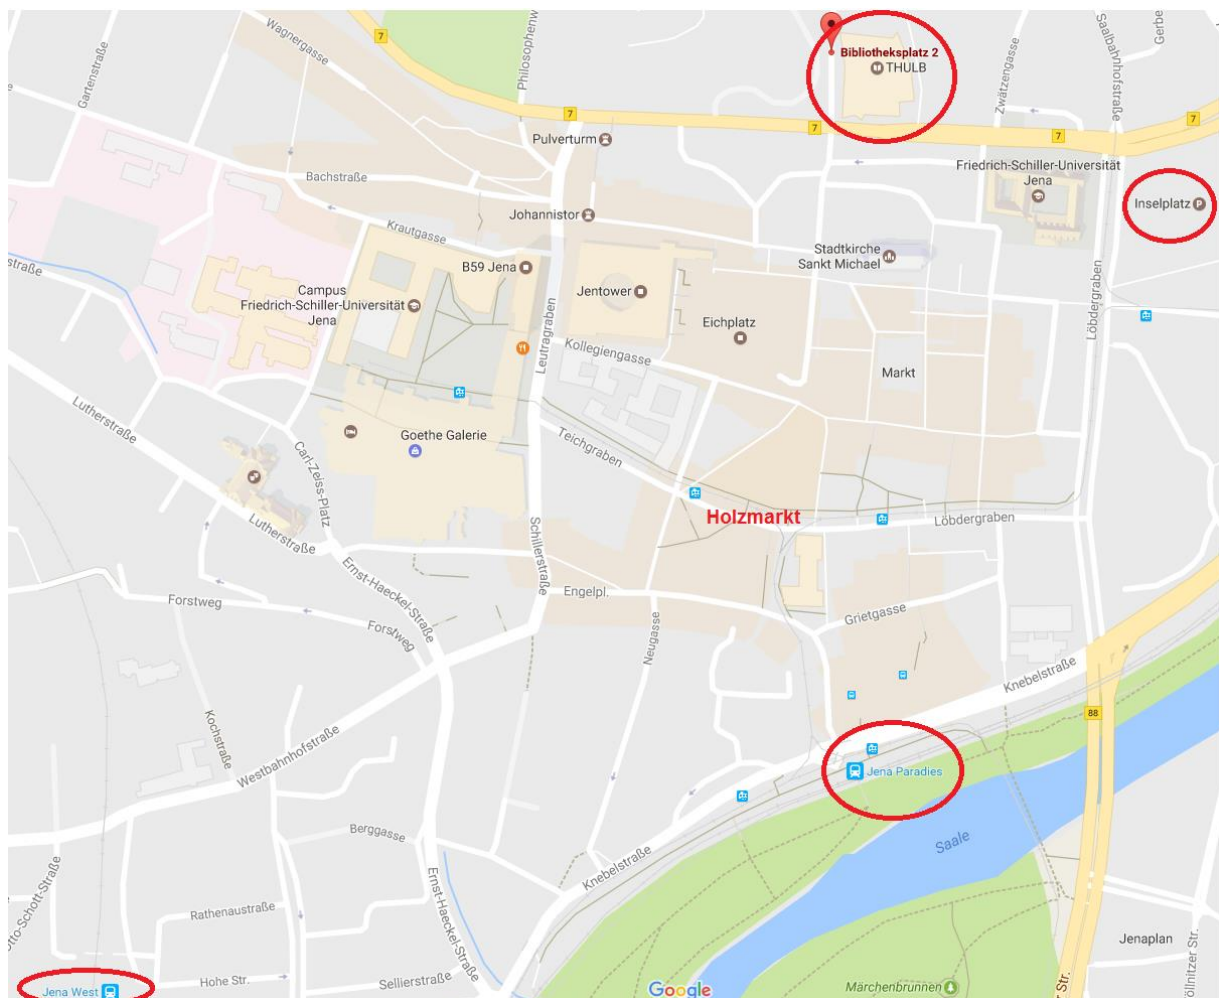 Wagnergasse
Gartenstraße
Philosophenw
7
Bibliotheksplatz 2
THULB
Zwätzengasse
Saalbahnhofstraße
Gerbe
7
7
7
7
Pulverturm
Bachstraße
Friedrich-Schiller-Universität
Jena
Inselplatz
Johannistor
Krautgasse
straße
B59 Jena
Stadtkirche
Sankt Michael
Campus
Friedrich-Schiller-Universität
Jena
Jentower
Eichplatz
Löbdergraben
Leutragraben
Kollegiengasse
Markt
Lutherstraße
Carl-Zeiss-Platz
Goethe Galerie
Teichgraben
Holzmarkt
Löbdergraben
Lutherstraße
Schillerstraße
Ernst-Haeckel-Straße
Engelpl.
Forstweg
Forstweg
Grietgasse
Neugasse
Knebelstraße
88
Kochstraße
Westbahnhofstraße
Jena Paradies
Berggasse
Saale
Knebelstraße
Otto-Schott-Straße
Ernst-Haeckel-Straße
Rathenaustraße
Jenaplan
Jena West
Hohe Str.
Sellierstraße
Google
Märchenbrunnen
Str.
öllnitzer Str.